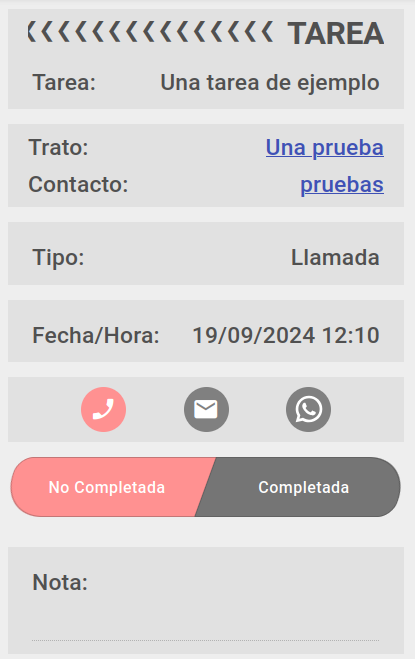 ❮❮❮❮❮❮❮❮❮❮❮❮❮❮❮ TAREA
Tarea: Una tarea de ejemplo
Trato: Una prueba
Contacto: pruebas
Tipo: Llamada
Fecha/Hora: 19/09/2024 12:10
No Completada Completada
Nota: